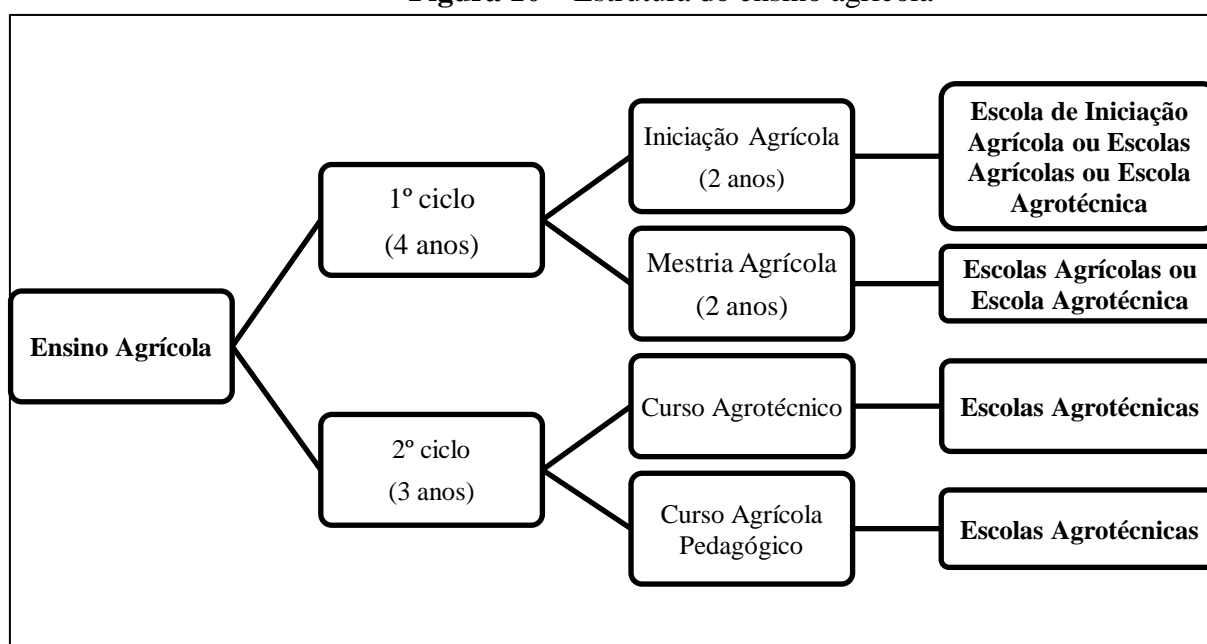 Estrutura do ensino agrícola
Ensino Agrícola
1º ciclo
(4 anos)
Iniciação Agrícola
(2 anos)
Escola de Iniciação
Agrícola ou Escolas
Agrícolas ou Escola
Agrotécnica
Mestria Agrícola
(2 anos)
Escolas Agrícolas ou
Escola Agrotécnica
2º ciclo
(3 anos)
Curso Agrotécnico
Escolas Agrotécnicas
Curso Agrícola
Pedagógico
Escolas Agrotécnicas